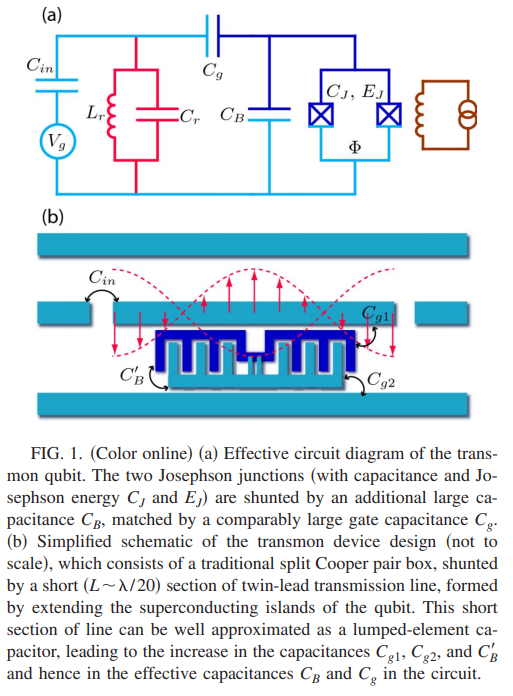 (a)
C_in
C_g
L_r
C_r
C_B
C_J, E_J
V_g
Φ
(b)
C_in
C_g1
C'_B
C_g2
FIG. 1. (Color online) (a) Effective circuit diagram of the trans-
mon qubit. The two Josephson junctions (with capacitance and Jo-
sephson energy C_J and E_J) are shunted by an additional large ca-
pacitance C_B, matched by a comparably large gate capacitance C_g.
(b) Simplified schematic of the transmon device design (not to
scale), which consists of a traditional split Cooper pair box, shunted
by a short (L~λ/20) section of twin-lead transmission line, formed
by extending the superconducting islands of the qubit. This short
section of line can be well approximated as a lumped-element ca-
pacitor, leading to the increase in the capacitances C_g1, C_g2, and C'_B
and hence in the effective capacitances C_B and C_g in the circuit.